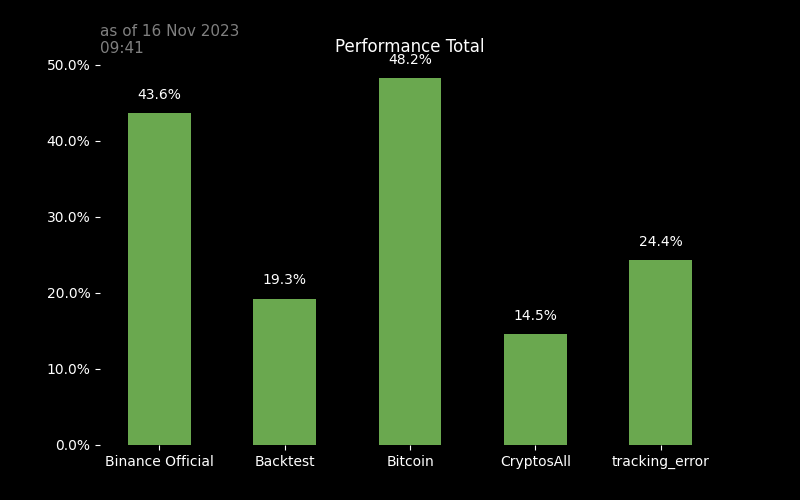 as of 16 Nov 2023
09:41
Performance Total
50.0%
40.0%
30.0%
20.0%
10.0%
0.0%
43.6%
19.3%
48.2%
14.5%
24.4%
Binance Official
Backtest
Bitcoin
CryptosAll
tracking_error